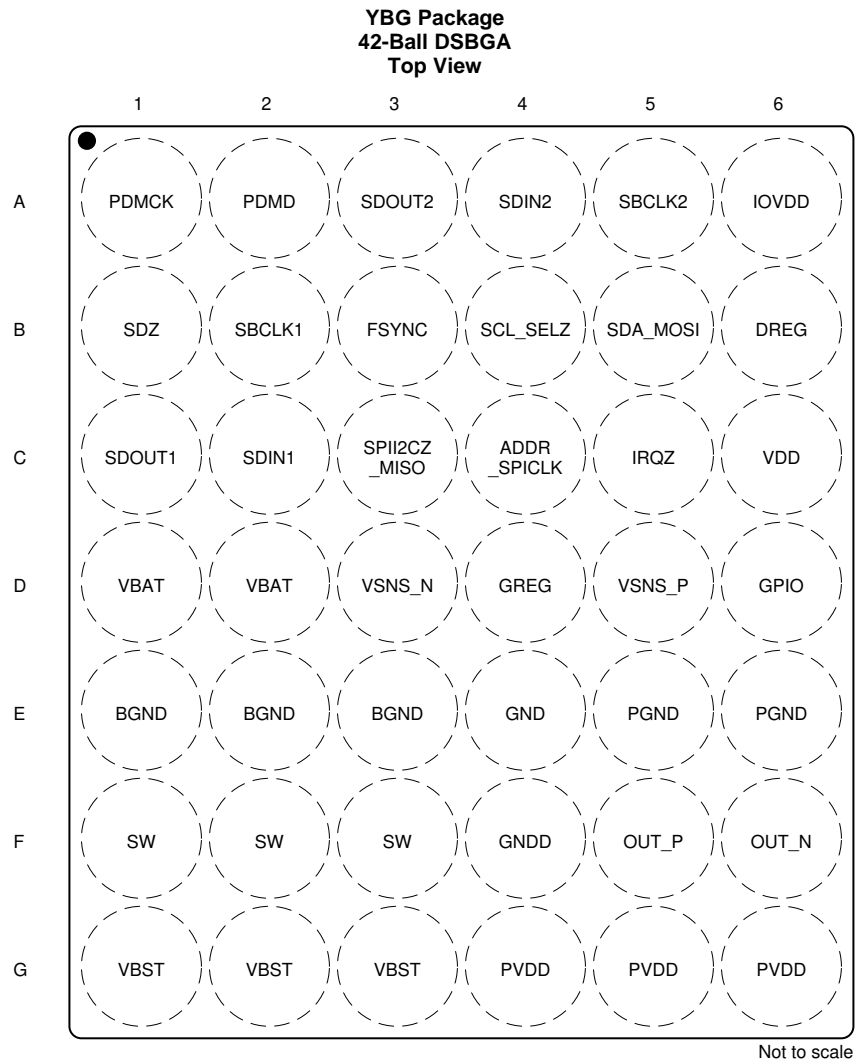 YBG Package
42-Ball DSBGA
Top View
1 2 3 4 5 6
A PDMCK PDMD SDOUT2 SDIN2 SBCLK2 IOVDD
B SDZ SBCLK1 FSYNC SCL_SELZ SDA_MOSI DREG
C SDOUT1 SDIN1 SPII2CZ
_MISO ADDR
_SPICLK IRQZ VDD
D VBAT VBAT VSNS_N GREG VSNS_P GPIO
E BGND BGND BGND GND PGND PGND
F SW SW SW GNDD OUT_P OUT_N
G VBST VBST VBST PVDD PVDD PVDD
Not to scale